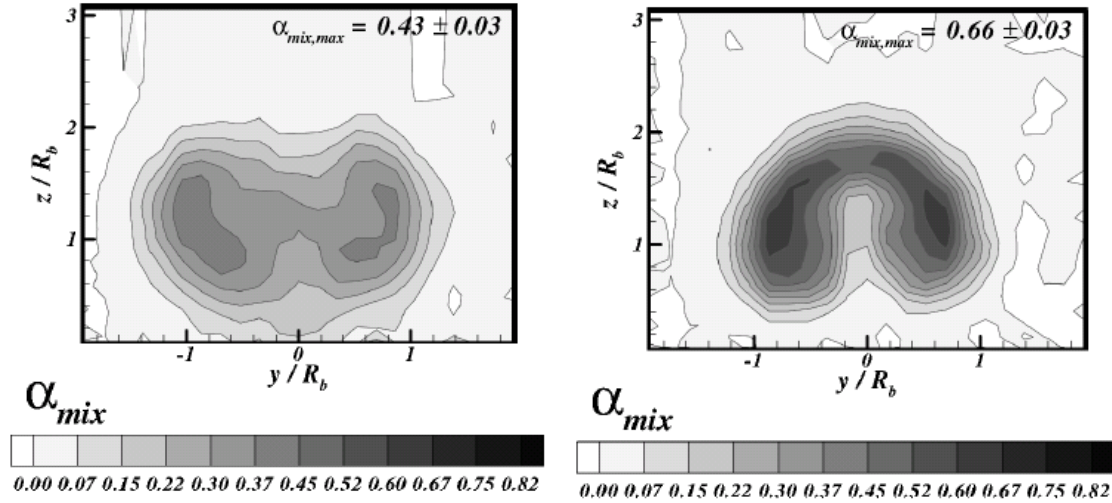 α_mix,max = 0.43 ± 0.03
3
2
1
z / R_b
-1 0 1
y / R_b
α_mix
0.00 0.07 0.15 0.22 0.30 0.37 0.45 0.52 0.60 0.67 0.75 0.82
α_mix,max = 0.66 ± 0.03
3
2
1
z / R_b
-1 0 1
y / R_b
α_mix
0.00 0.07 0.15 0.22 0.30 0.37 0.45 0.52 0.60 0.67 0.75 0.82